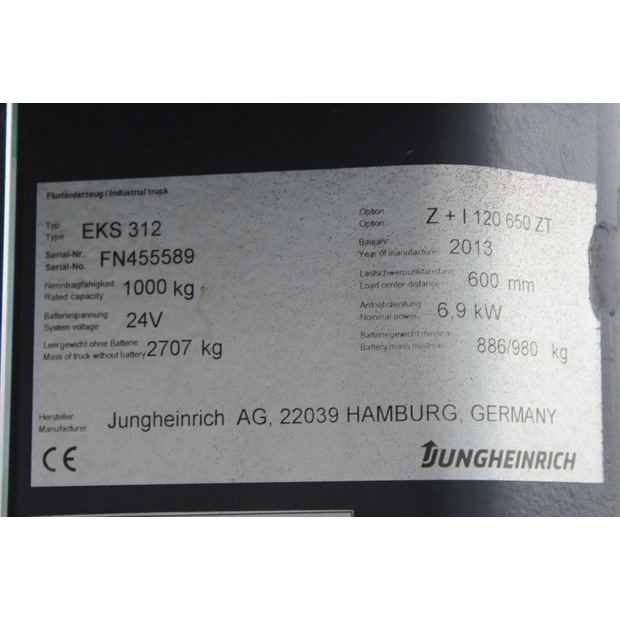 Flurförderzeug / Industrial truck
Typ
Type EKS 312
Option
Option Z + I 120 650 ZT
Serial-Nr.
Serial-No. FN455589
Baujahr
Year of manufacture 2013
Nenntragfähigkeit
Rated capacity 1000 kg
Lastschwerpunktabstand
Load center distance 600 mm
Batteriespannung
System voltage 24V
Antriebsleistung
Nominal power 6,9 kW
Leergewicht ohne Batterie
Mass of truck without battery 2707 kg
Batteriegewicht min/max
Battery mass min/max 886/980 kg
Hersteller
Manufacturer Jungheinrich AG, 22039 HAMBURG, GERMANY
CE
JUNGHEINRICH